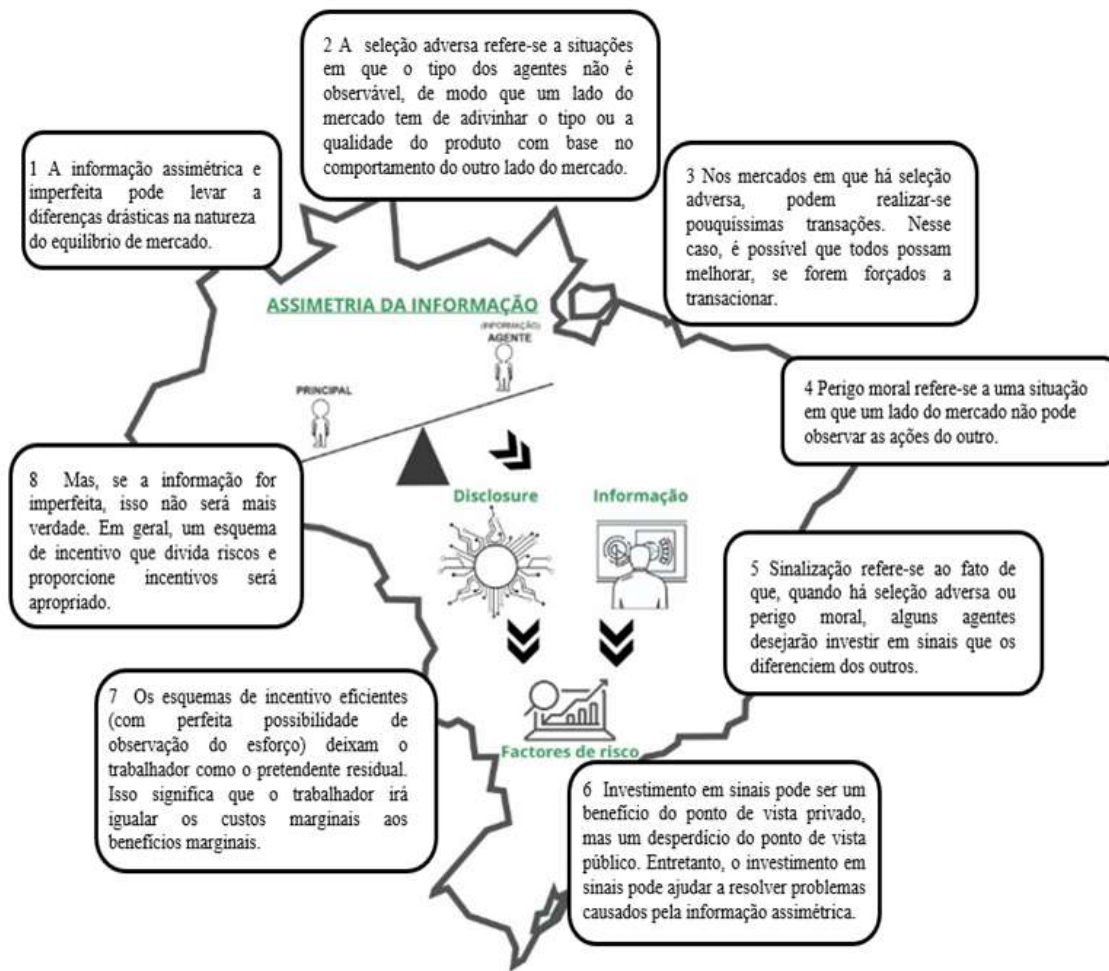 2 A seleção adversa refere-se a situações
em que o tipo dos agentes não é
observável, de modo que um lado do
mercado tem de adivinhar o tipo ou a
qualidade do produto com base no
comportamento do outro lado do mercado.
1 A informação assimétrica e
imperfeita pode levar a
diferenças drásticas na natureza
do equilíbrio de mercado.
3 Nos mercados em que há seleção
adversa, podem realizar-se
pouquíssimas transações. Nesse
caso, é possível que todos possam
melhorar, se forem forçados a
transacionar.
ASSIMETRIA DA INFORMAÇÃO
(INFORMAÇÃO)
AGENTE
PRINCIPAL
4 Perigo moral refere-se a uma situação
em que um lado do mercado não pode
observar as ações do outro.
8 Mas, se a informação for
imperfeita, isso não será mais
verdade. Em geral, um esquema
de incentivo que divida riscos e
proporcione incentivos será
apropriado.
Disclosure
Informação
5 Sinalização refere-se ao fato de
que, quando há seleção adversa ou
perigo moral, alguns agentes
desejarão investir em sinais que os
diferenciem dos outros.
7 Os esquemas de incentivo eficientes
(com perfeita possibilidade de
observação do esforço) deixam o
trabalhador como o pretendente residual.
Isso significa que o trabalhador irá
igualar os custos marginais aos
benefícios marginais.
Factores de risco
6 Investimento em sinais pode ser um
benefício do ponto de vista privado,
mas um desperdício do ponto de vista
público. Entretanto, o investimento em
sinais pode ajudar a resolver problemas
causados pela informação assimétrica.